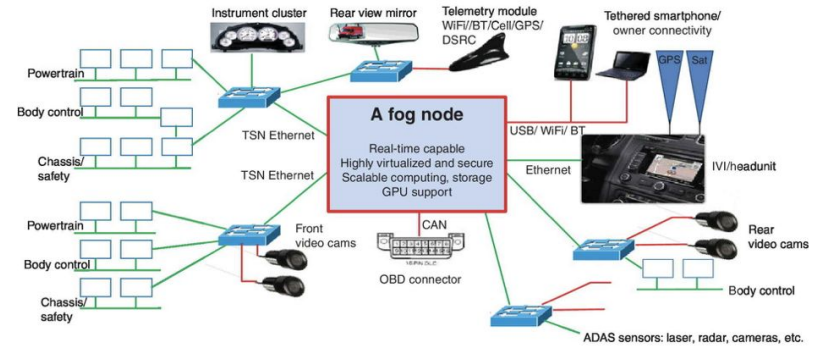 Instrument cluster
Rear view mirror
Telemetry module
WiFi//BT/Cell/GPS/
DSRC
Tethered smartphone/
owner connectivity
GPS
Sat
Powertrain
Body control
Chassis/
safety
TSN Ethernet
A fog node
Real-time capable
Highly virtualized and secure
Scalable computing, storage
GPU support
USB/ WiFi/ BT
Ethernet
IVI/headunit
TSN Ethernet
Powertrain
Body control
Chassis/
safety
Front
video cams
CAN
16-PIN DLC
OBD connector
Rear
video cams
Body control
ADAS sensors: laser, radar, cameras, etc.